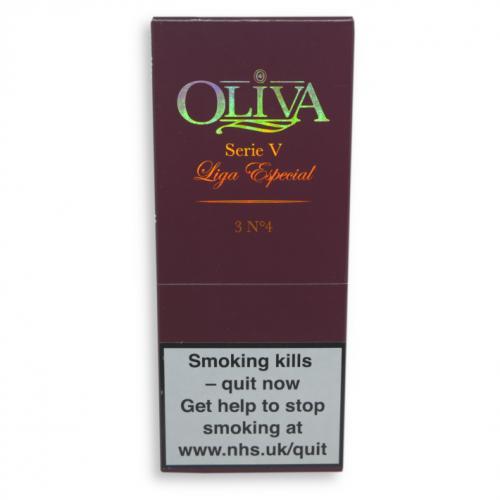 OLIVA
Serie V
Liga Especial
3 Nº4
Smoking kills
– quit now
Get help to stop
smoking at
www.nhs.uk/quit